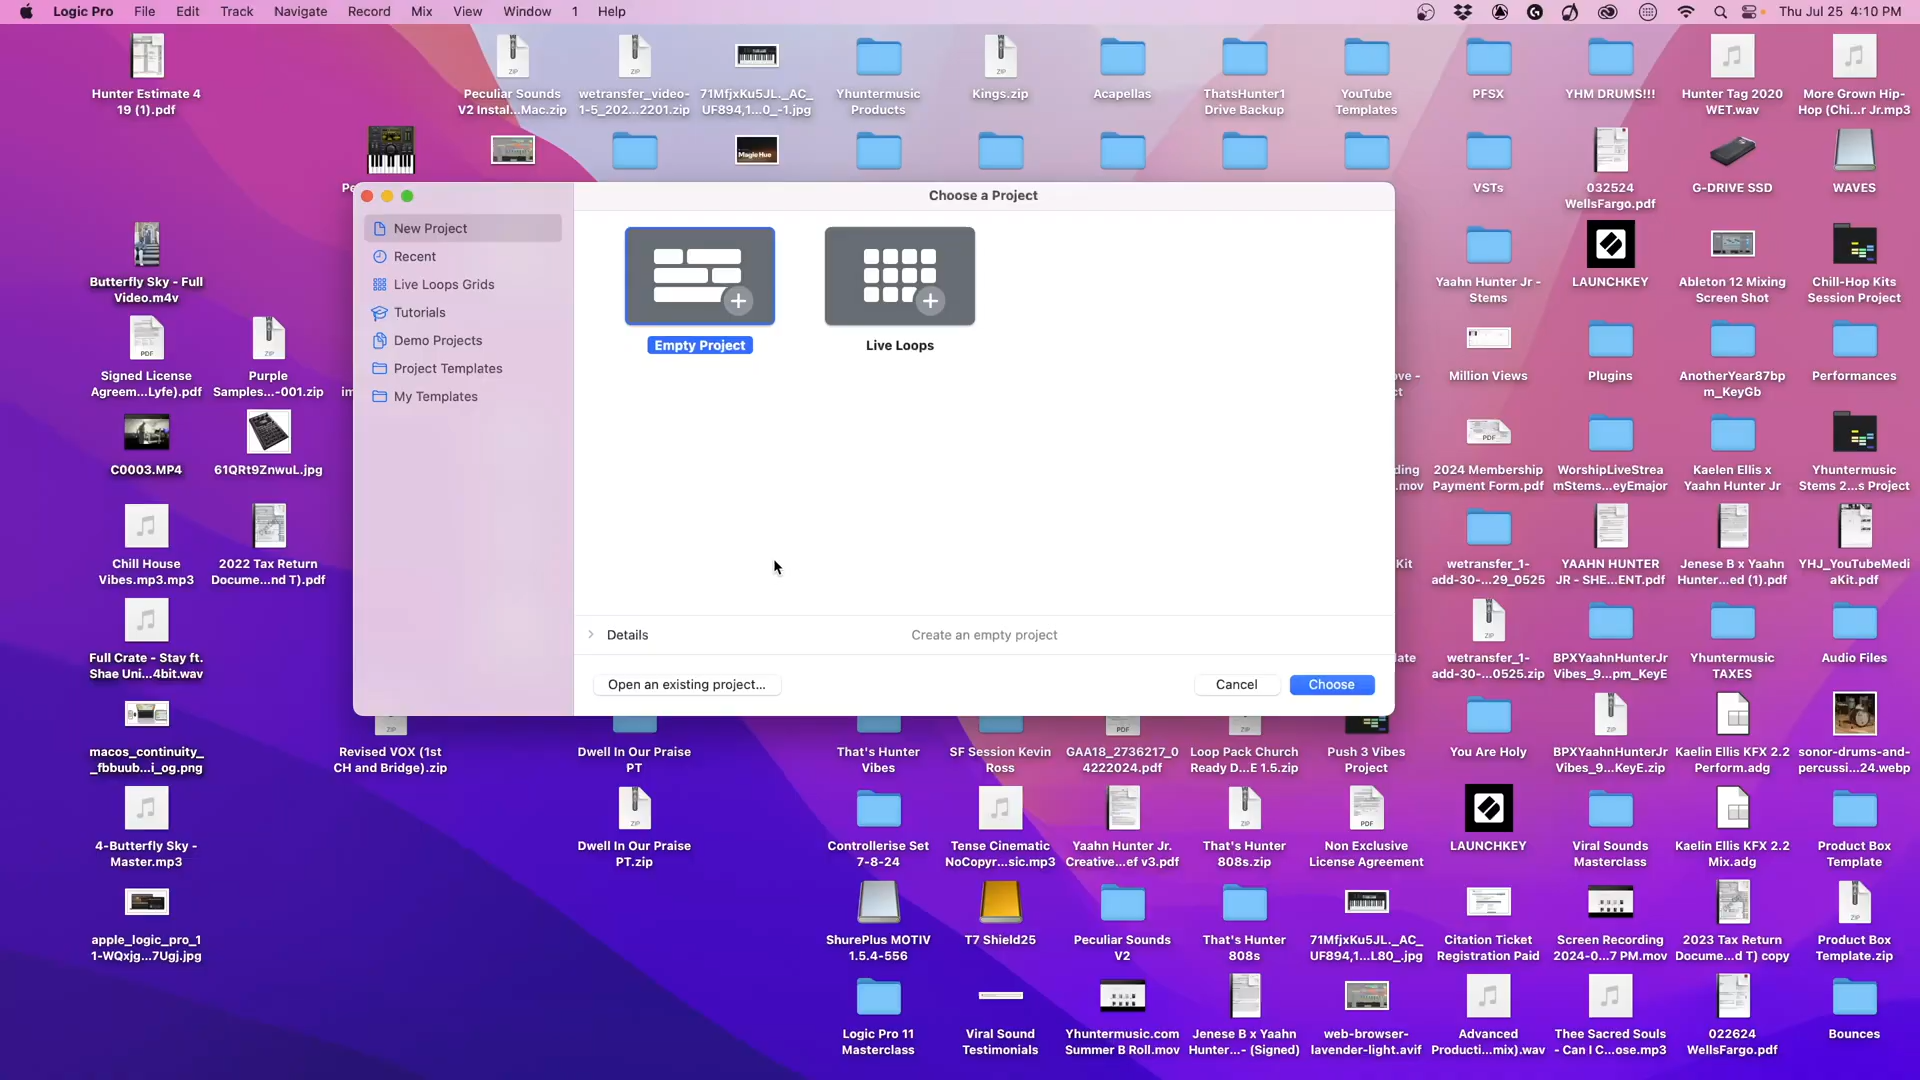 Logic Pro File Edit Track Navigate Record Mix View Window 1 Help
Thu Jul 25 4:10 PM
Hunter Estimate 4
19 (1).pdf
Peculiar Sounds
V2 Instal...Mac.zip
wetransfer_video-
1-5_202...2201.zip
71MfjxKu5JL._AC_
UF894,1...0_-1.jpg
Yhuntermusic
Products
Kings.zip
Acapellas
ThatsHunter1
Drive Backup
YouTube
Templates
PFSX
YHM DRUMS!!!
Hunter Tag 2020
WET.wav
More Grown Hip-
Hop (Chi...r Jr.mp3
Magic Hue
VSTs
032524
WellsFargo.pdf
G-DRIVE SSD
WAVES
Choose a Project
New Project
Recent
Live Loops Grids
Tutorials
Demo Projects
Project Templates
My Templates
Empty Project
Live Loops
Details
Create an empty project
Open an existing project...
Cancel
Choose
Butterfly Sky - Full
Video.m4v
Yaahn Hunter Jr -
Stems
LAUNCHKEY
Ableton 12 Mixing
Screen Shot
Chill-Hop Kits
Session Project
PDF
ZIP
Signed License
Agreem...Lyfe).pdf
Purple
Samples...-001.zip
Million Views
Plugins
AnotherYear87bp
m_KeyGb
Performances
C0003.MP4
61QRt9ZnwuL.jpg
2024 Membership
Payment Form.pdf
WorshipLiveStrea
mStems...eyEmajor
Kaelen Ellis x
Yaahn Hunter Jr
Yhuntermusic
Stems 2...s Project
Chill House
Vibes.mp3.mp3
2022 Tax Return
Docume...nd T).pdf
Kit
wetransfer_1-
add-30-...29_0525
YAAHN HUNTER
JR - SHE...ENT.pdf
Jenese B x Yaahn
Hunter...ed (1).pdf
YHJ_YouTubeMedi
aKit.pdf
Full Crate - Stay ft.
Shae Uni...4bit.wav
wetransfer_1-
add-30-...0525.zip
BPXYaahnHunterJr
Vibes_9...pm_KeyE
Yhuntermusic
TAXES
Audio Files
macos_continuity_
_fbbuub...i_og.png
Revised VOX (1st
CH and Bridge).zip
Dwell In Our Praise
PT
That's Hunter
Vibes
SF Session Kevin
Ross
GAA18_2736217_0
4222024.pdf
Loop Pack Church
Ready D...E 1.5.zip
Push 3 Vibes
Project
You Are Holy
BPXYaahnHunterJr
Vibes_9...KeyE.zip
Kaelin Ellis KFX 2.2
Perform.adg
sonor-drums-and-
percussi...24.webp
4-Butterfly Sky -
Master.mp3
Dwell In Our Praise
PT.zip
Controllerise Set
7-8-24
Tense Cinematic
NoCopyr...sic.mp3
Yaahn Hunter Jr.
Creative...ef v3.pdf
That's Hunter
808s.zip
Non Exclusive
License Agreement
LAUNCHKEY
Viral Sounds
Masterclass
Kaelin Ellis KFX 2.2
Mix.adg
Product Box
Template
apple_logic_pro_1
1-WQxjg...7Ugj.jpg
ShurePlus MOTIV
1.5.4-556
T7 Shield25
Peculiar Sounds
V2
That's Hunter
808s
71MfjxKu5JL._AC_
UF894,1...L80_.jpg
Citation Ticket
Registration Paid
Screen Recording
2024-0...7 PM.mov
2023 Tax Return
Docume...d T) copy
Product Box
Template.zip
Logic Pro 11
Masterclass
Viral Sound
Testimonials
Yhuntermusic.com
Summer B Roll.mov
Jenese B x Yaahn
Hunter...- (Signed)
web-browser-
lavender-light.avif
Advanced
Producti...mix).wav
Thee Sacred Souls
- Can I C...ose.mp3
022624
WellsFargo.pdf
Bounces